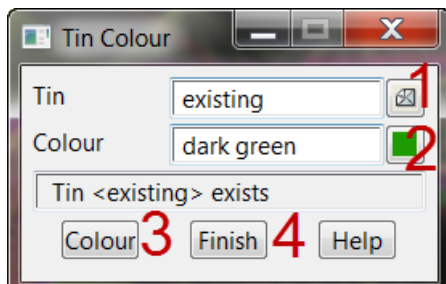 Tin Colour
Tin existing 1
Colour dark green 2
Tin <existing> exists
Colour 3 Finish 4 Help